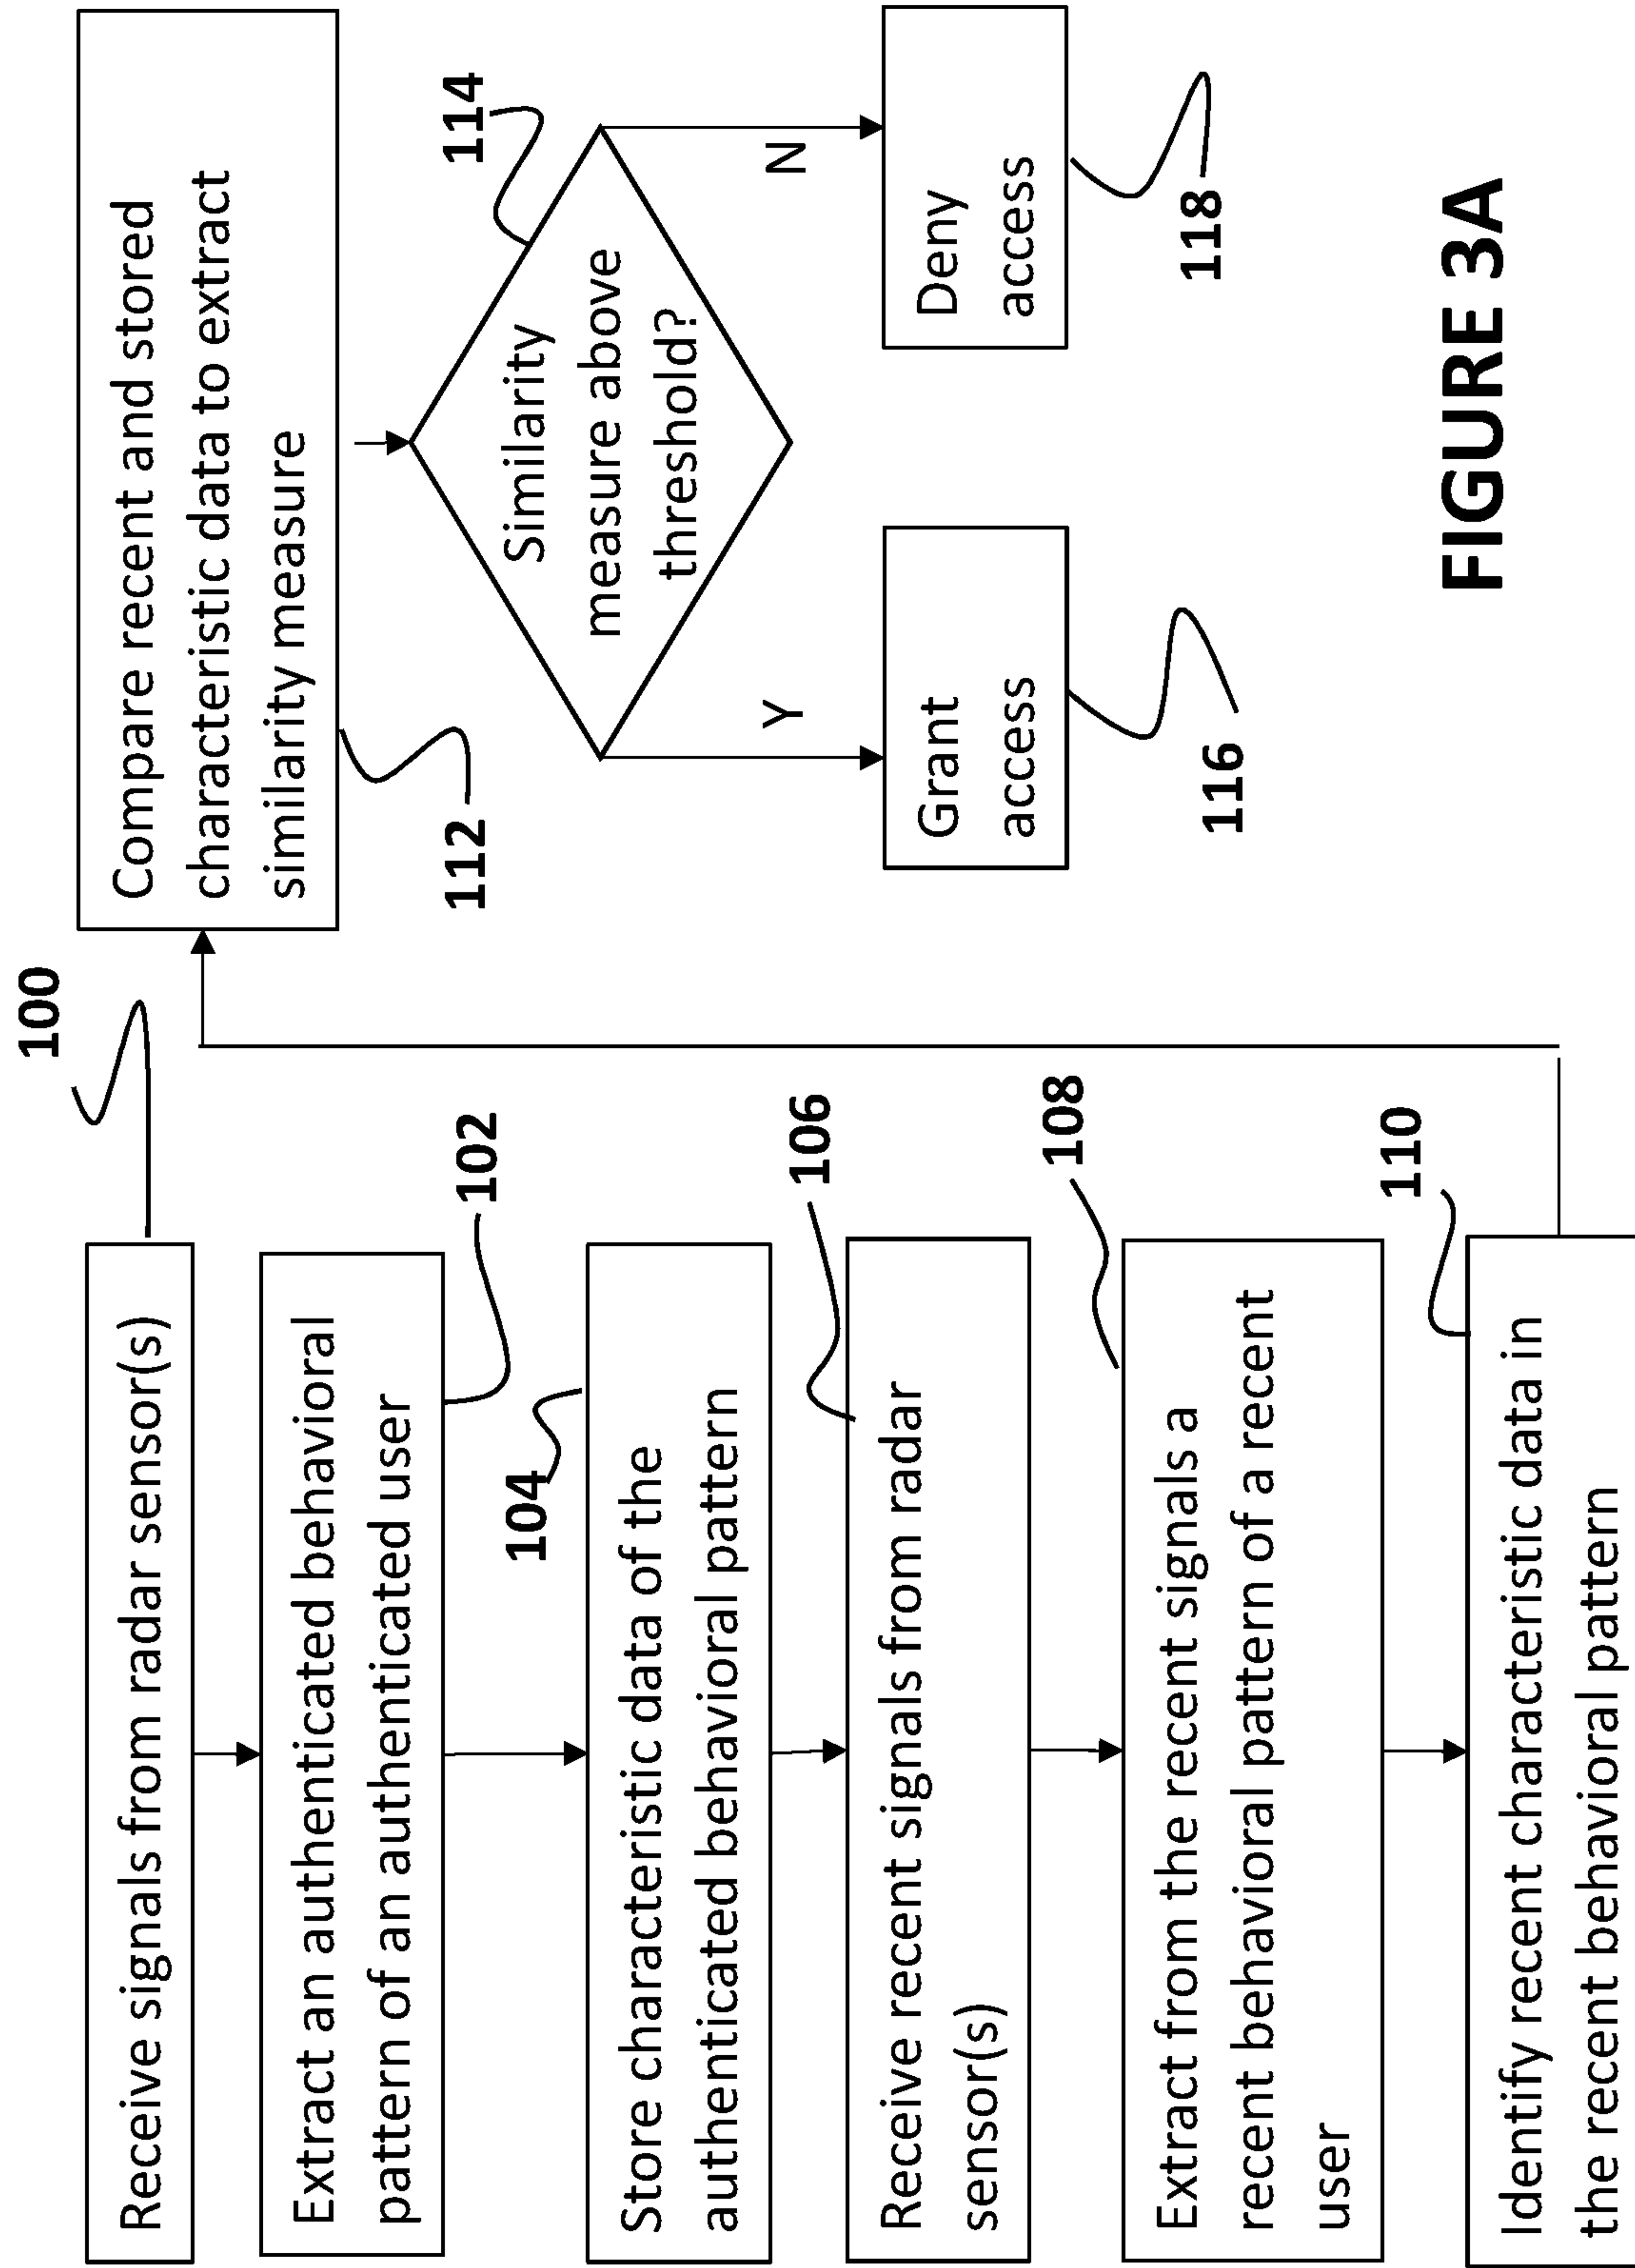 100
Receive signals from radar sensor(s)
Extract an authenticated behavioral
pattern of an authenticated user
102
104
Store characteristic data of the
authenticated behavioral pattern
106
Receive recent signals from radar
sensor(s)
108
Extract from the recent signals a
recent behavioral pattern of a recent
user
110
Identify recent characteristic data in
the recent behavioral pattern
Compare recent and stored
characteristic data to extract
similarity measure
112
114
Similarity
measure above
threshold?
Y
N
Grant
access
116
Deny
access
118
FIGURE 3A